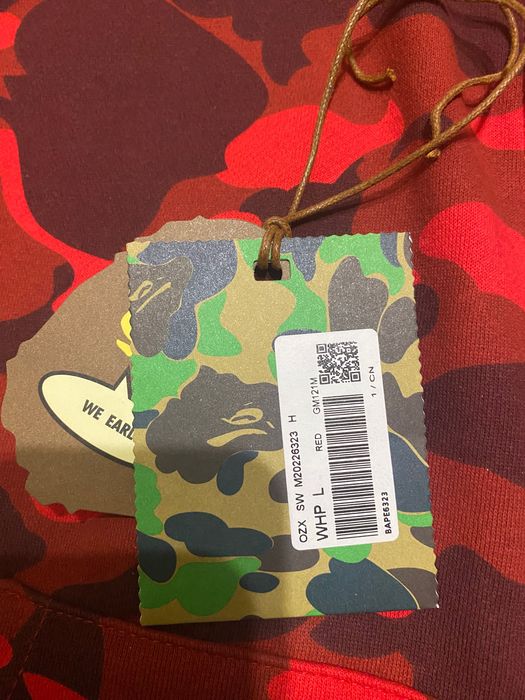 WE EARL
OZX SW M20226323 H
WHP L RED GM121M
1 / CN
BAPE6323